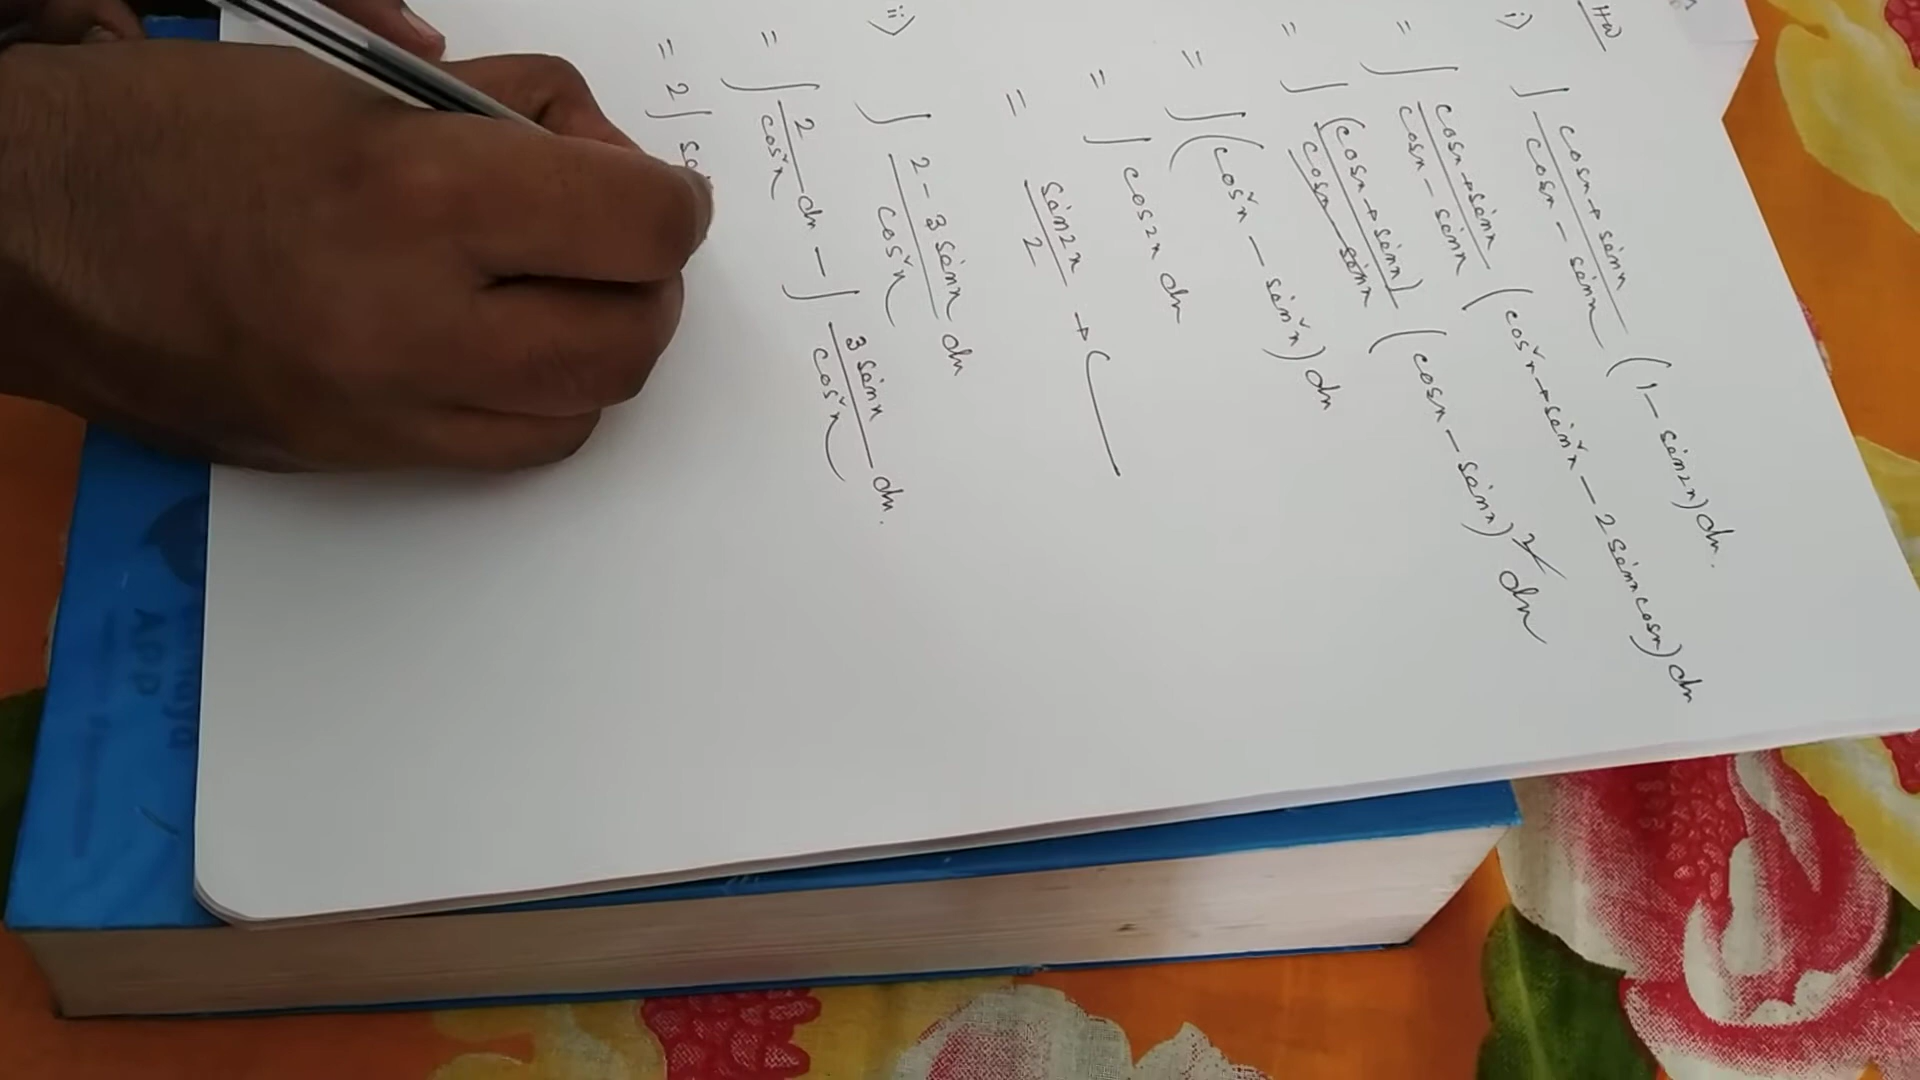 HW
i) ∫ (cosx + sinx)/(cosx - sinx) (1 - sin2x) dx.
= ∫ (cosx + sinx)/(cosx - sinx) (cos²x + sin²x - 2 sinx cosx) dx
= ∫ (cosx + sinx)/(cosx - sinx) (cosx - sinx)² dx
= ∫ (cos²x - sin²x) dx
= ∫ cos2x dx
= sin2x/2 + C
ii) ∫ (2 - 3 sinx)/cos²x dx
= ∫ 2/cos²x dx - ∫ 3 sinx/cos²x dx.
= 2 ∫ se
APP